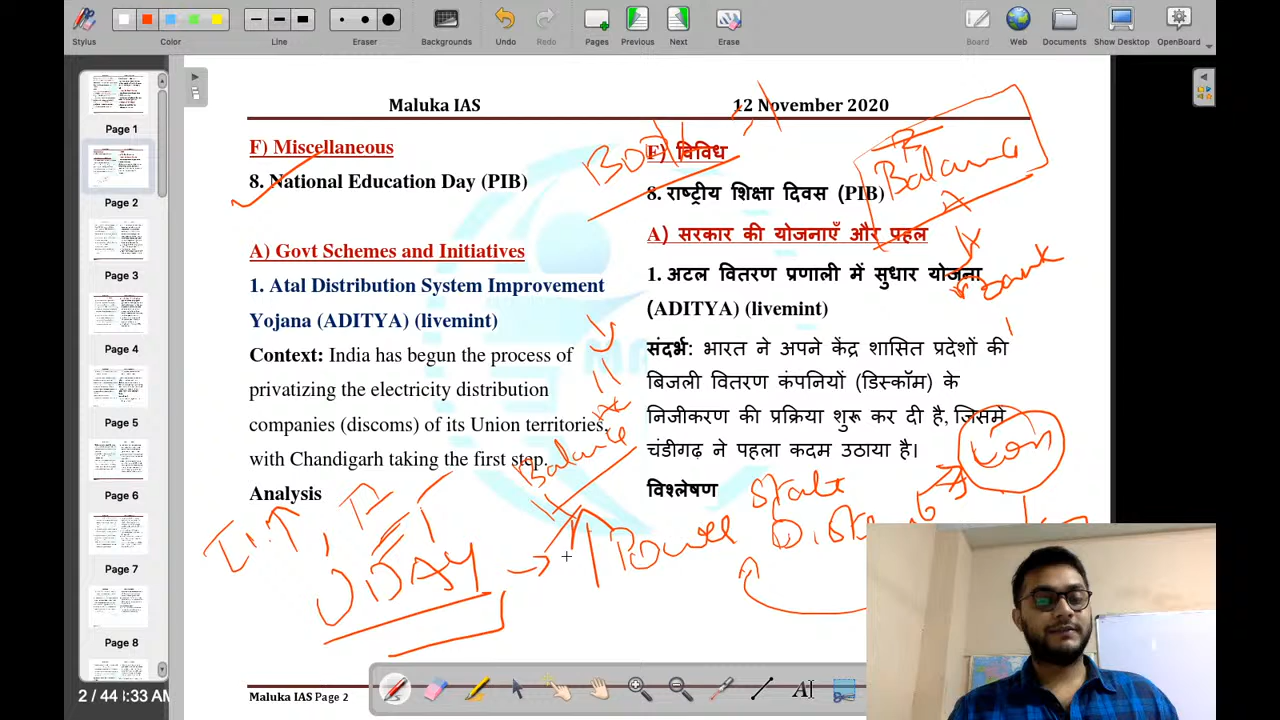 Stylus
Color
Line
Eraser
Backgrounds
Undo
Redo
Pages
Previous
Next
Erase
Board
Web
Documents
Show Desktop
OpenBoard
Page 1
Page 2
Page 3
Page 4
Page 5
Page 6
Page 7
Page 8
2 / 44
:33 AM
Maluka IAS
12 November 2020
F) Miscellaneous
8. National Education Day (PIB)
A) Govt Schemes and Initiatives
1. Atal Distribution System Improvement
Yojana (ADITYA) (livemint)
Context: India has begun the process of
privatizing the electricity distribution
companies (discoms) of its Union territories,
with Chandigarh taking the first step.
Analysis
विविध
8. राष्ट्रीय शिक्षा दिवस (PIB)
A) सरकार की योजनाएँ और प्रहल
1. अटल वितरण प्रणाली में सुधार योजना
(ADITYA) (livemint)
संदर्भ: भारत ने अपने केंद्र शासित प्रदेशों की
बिजली वितरण कंपनियों (डिस्कॉम) के
निजीकरण की प्रक्रिया शुरू कर दी है, जिसमें
चंडीगढ़ ने पहला कदम उठाया है।
विश्लेषण
Balance
Bank
Balance
UDAY
Power
State
Maluka IAS Page 2